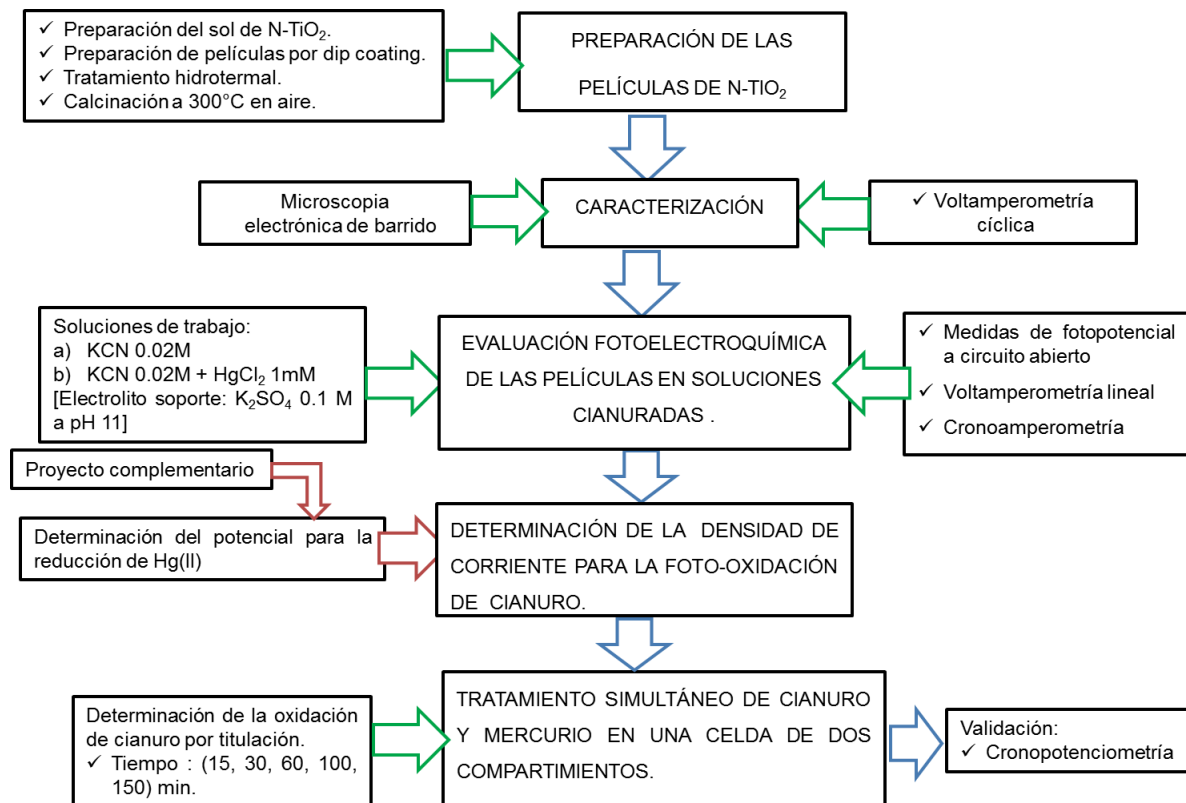 ✓ Preparación del sol de N-TiO₂.
✓ Preparación de películas por dip coating.
✓ Tratamiento hidrotermal.
✓ Calcinación a 300°C en aire.
PREPARACIÓN DE LAS
PELÍCULAS DE N-TIO₂
Microscopia
electrónica de barrido
CARACTERIZACIÓN
✓ Voltamperometría
cíclica
Soluciones de trabajo:
a) KCN 0.02M
b) KCN 0.02M + HgCl₂ 1mM
[Electrolito soporte: K₂SO₄ 0.1 M
a pH 11]
EVALUACIÓN FOTOELECTROQUÍMICA
DE LAS PELÍCULAS EN SOLUCIONES
CIANURADAS .
✓ Medidas de fotopotencial
a circuito abierto
✓ Voltamperometría lineal
✓ Cronoamperometría
Proyecto complementario
Determinación del potencial para la
reducción de Hg(II)
DETERMINACIÓN DE LA DENSIDAD DE
CORRIENTE PARA LA FOTO-OXIDACIÓN
DE CIANURO.
Determinación de la oxidación
de cianuro por titulación.
✓ Tiempo : (15, 30, 60, 100,
150) min.
TRATAMIENTO SIMULTÁNEO DE CIANURO
Y MERCURIO EN UNA CELDA DE DOS
COMPARTIMIENTOS.
Validación:
✓ Cronopotenciometría